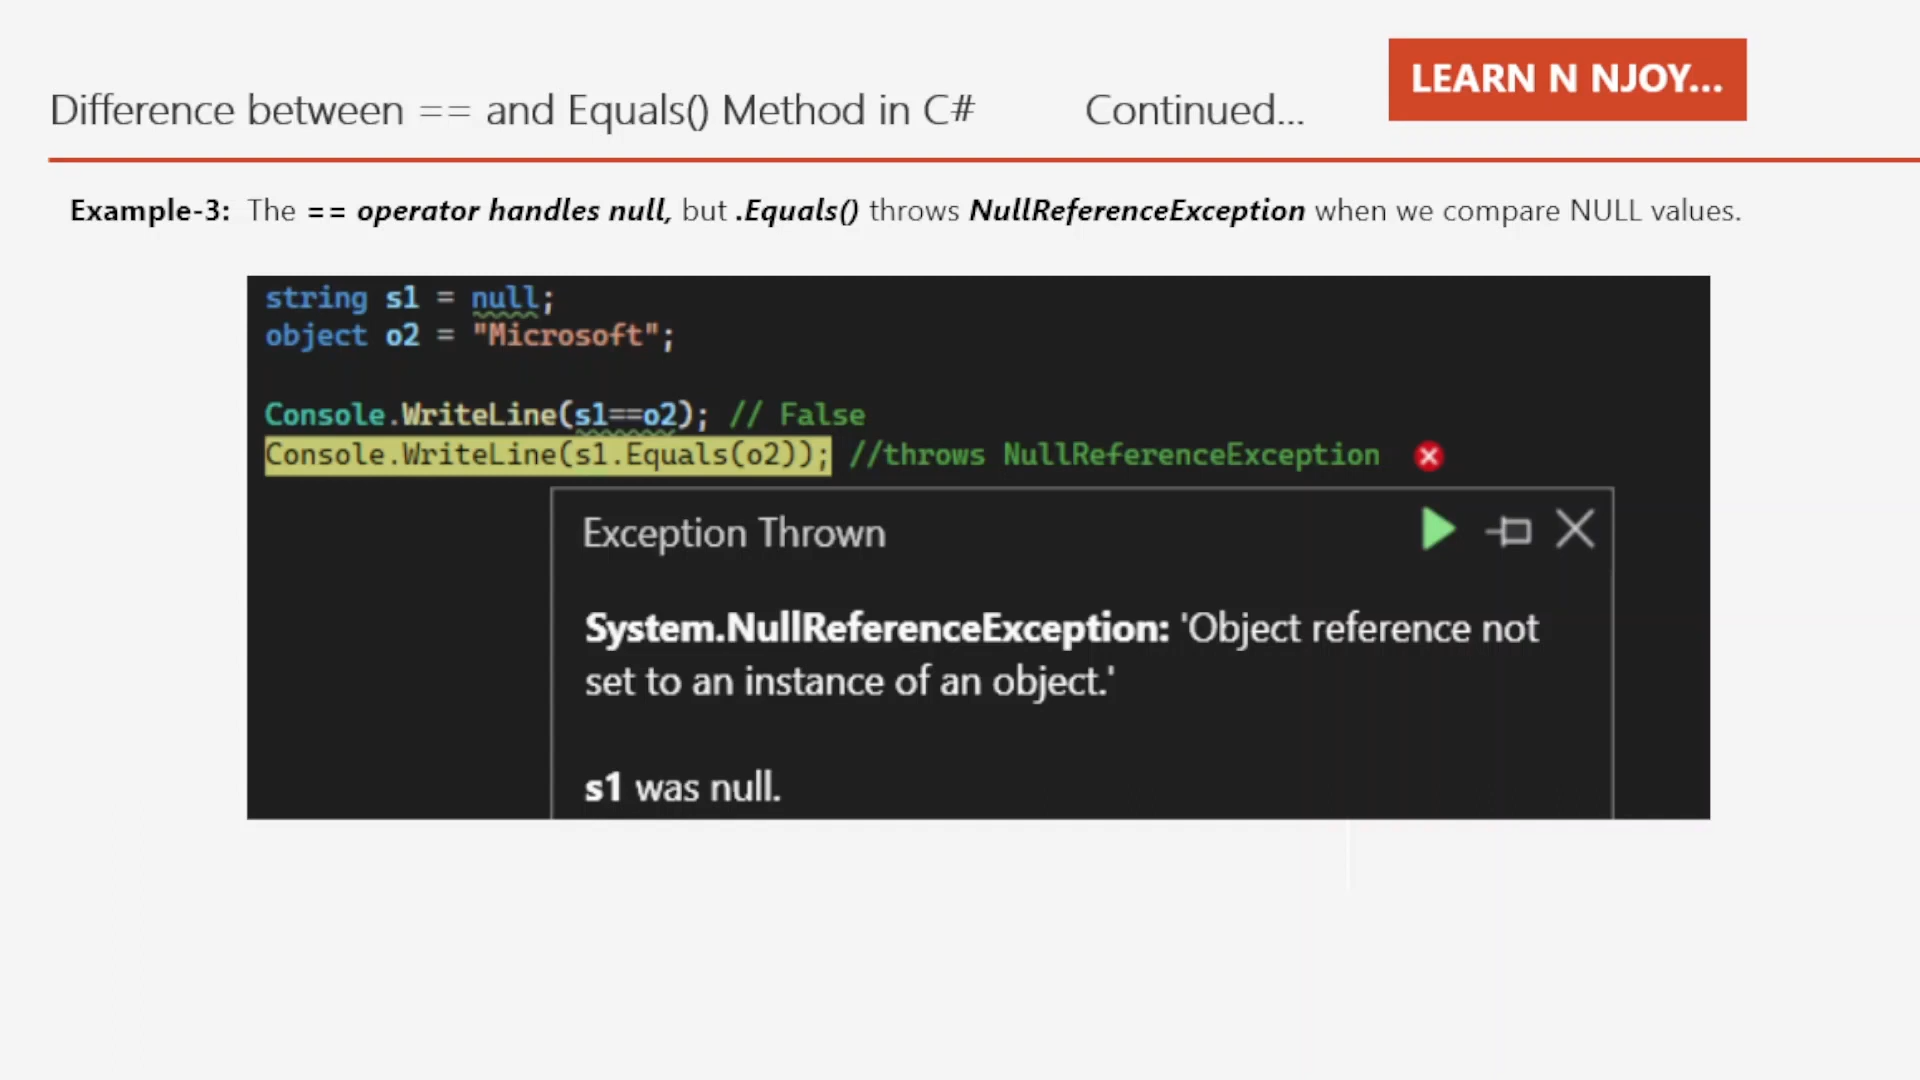 LEARN N NJOY...
Difference between == and Equals() Method in C# Continued...
Example-3: The == operator handles null, but .Equals() throws NullReferenceException when we compare NULL values.
string s1 = null;
object o2 = "Microsoft";
Console.WriteLine(s1==o2); // False
Console.WriteLine(s1.Equals(o2)); //throws NullReferenceException
Exception Thrown
System.NullReferenceException: 'Object reference not
set to an instance of an object.'
s1 was null.